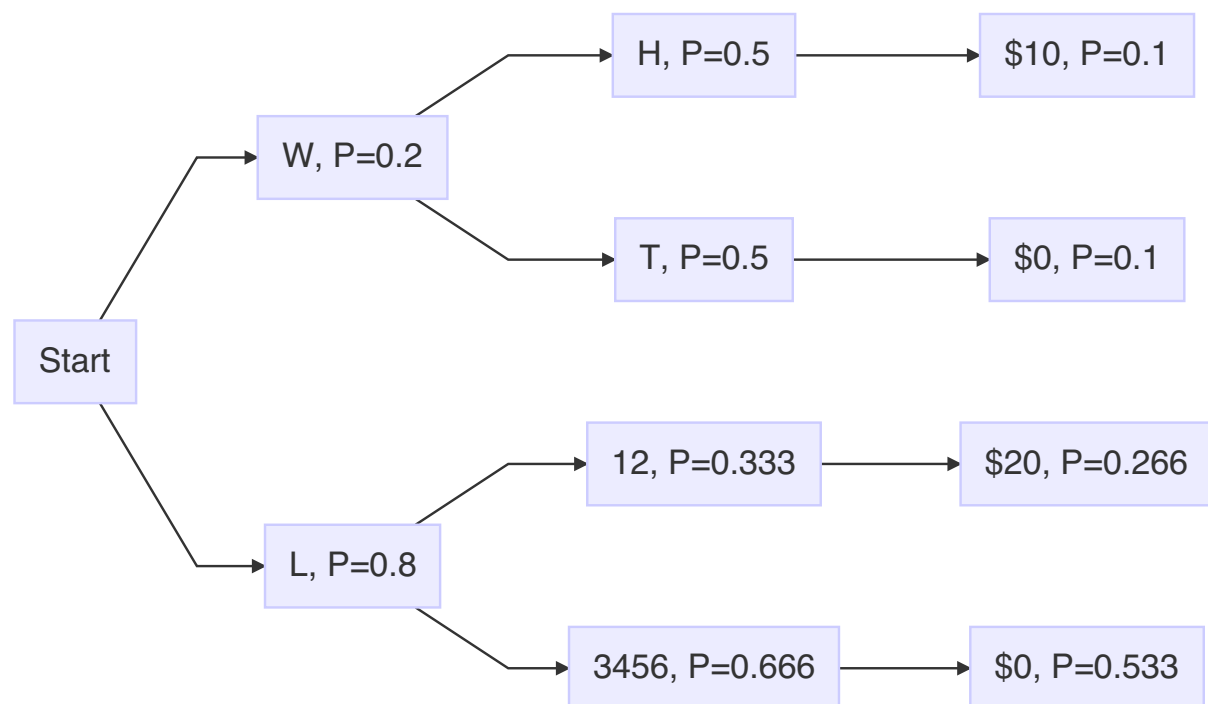 H, P=0.5
$10, P=0.1
W, P=0.2
T, P=0.5
$0, P=0.1
Start
12, P=0.333
$20, P=0.266
L, P=0.8
3456, P=0.666
$0, P=0.533